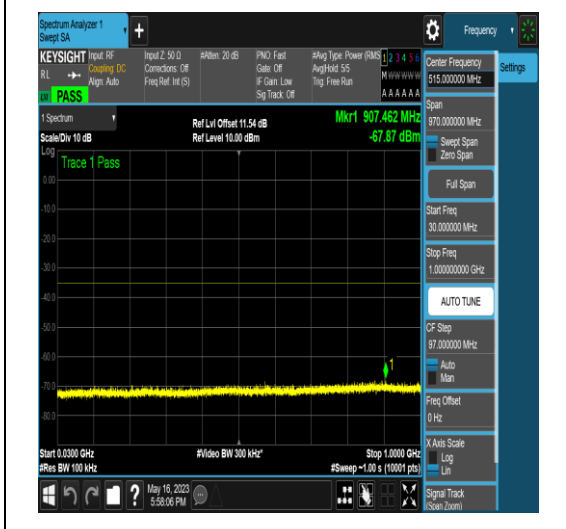 Spectrum Analyzer 1
Swept SA
+
Frequency
KEYSIGHT
RL
Input: RF
Coupling: DC
Align: Auto
Input Z: 50 Ω
Corrections: Off
Freq Ref: Int (S)
#Atten: 20 dB
PNO: Fast
Gate: Off
IF Gain: Low
Sig Track: Off
#Avg Type: Power (RMS)
Avg|Hold: 5/5
Trig: Free Run
1 2 3 4 5 6
M W W W W W
A A A A A A
PASS
1 Spectrum
Scale/Div 10 dB
Ref Lvl Offset 11.54 dB
Ref Level 10.00 dBm
Mkr1 907.462 MHz
-67.87 dBm
Log
Trace 1 Pass
0.00
-10.0
-20.0
-30.0
-40.0
-50.0
-60.0
-70.0
-80.0
1
Start 0.0300 GHz
#Res BW 100 kHz
#Video BW 300 kHz*
Stop 1.0000 GHz
#Sweep ~1.00 s (10001 pts)
May 16, 2023
5:58:06 PM
?
Center Frequency
515.000000 MHz
Settings
Span
970.000000 MHz
Swept Span
Zero Span
Full Span
Start Freq
30.000000 MHz
Stop Freq
1.000000000 GHz
AUTO TUNE
CF Step
97.000000 MHz
Auto
Man
Freq Offset
0 Hz
X Axis Scale
Log
Lin
Signal Track
(Span Zoom)